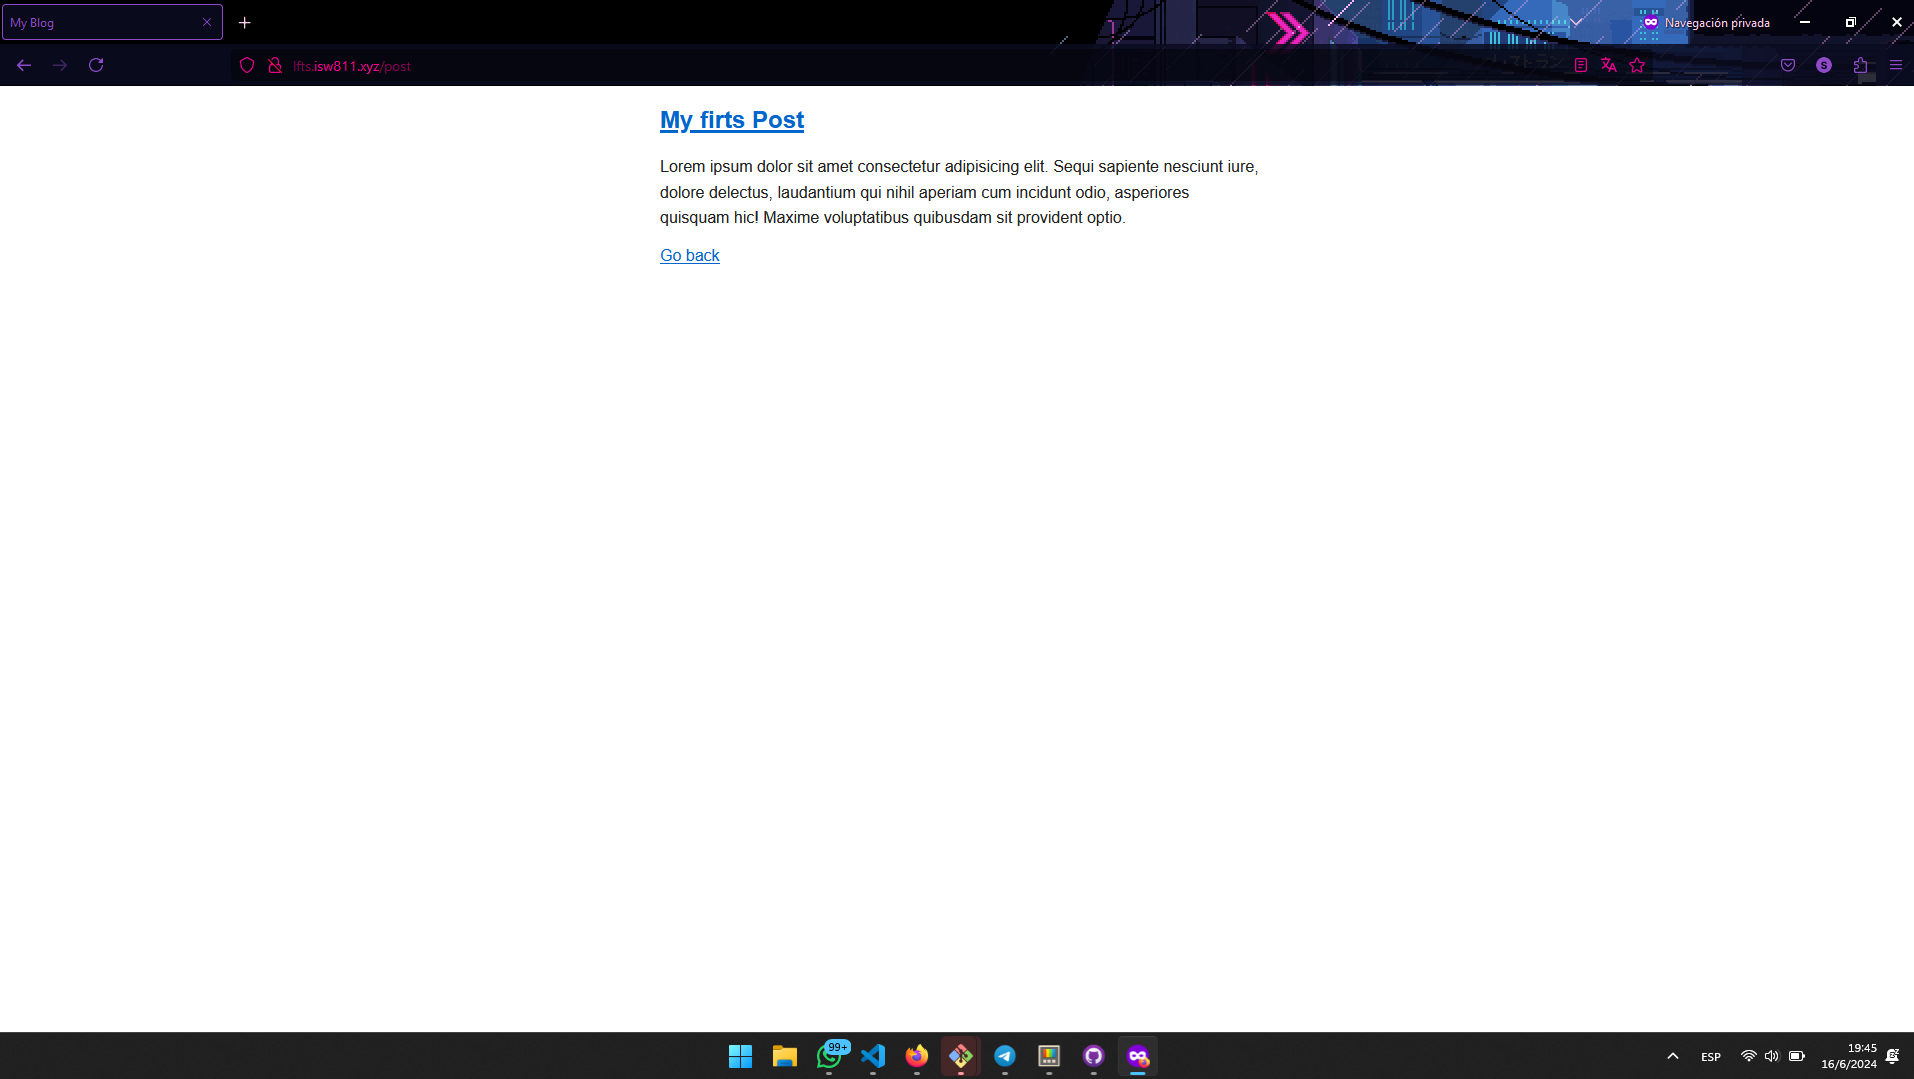 My Blog
Navegación privada
lfts.isw811.xyz/post
My firts Post
Lorem ipsum dolor sit amet consectetur adipisicing elit. Sequi sapiente nesciunt iure,
dolore delectus, laudantium qui nihil aperiam cum incidunt odio, asperiores
quisquam hic! Maxime voluptatibus quibusdam sit provident optio.
Go back
S
99+
ESP
19:45
16/6/2024